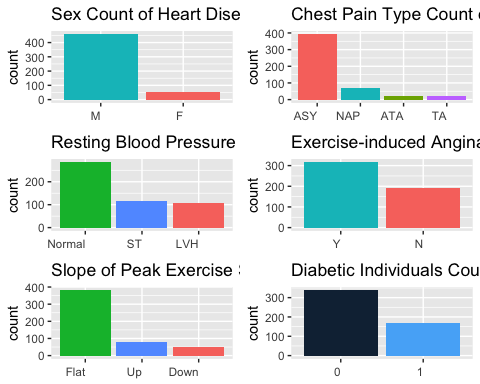 Sex Count of Heart Dise
count
400
300
200
100
0
M F
Chest Pain Type Count
count
400
300
200
100
0
ASY NAP ATA TA
Resting Blood Pressure
count
200
100
0
Normal ST LVH
Exercise-induced Angina
count
300
200
100
0
Y N
Slope of Peak Exercise
count
400
300
200
100
0
Flat Up Down
Diabetic Individuals Cou
count
300
200
100
0
0 1